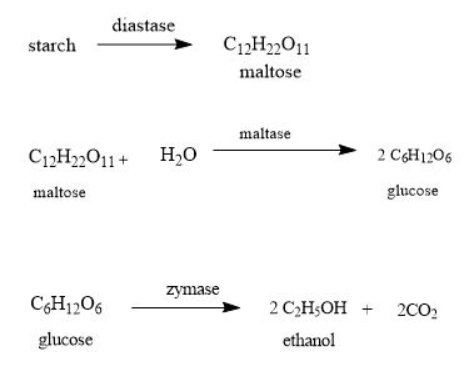 diastase
starch C₁₂H₂₂O₁₁
maltose
maltase
C₁₂H₂₂O₁₁ + H₂O 2 C₆H₁₂O₆
maltose glucose
zymase
C₆H₁₂O₆ 2 C₂H₅OH + 2CO₂
glucose ethanol